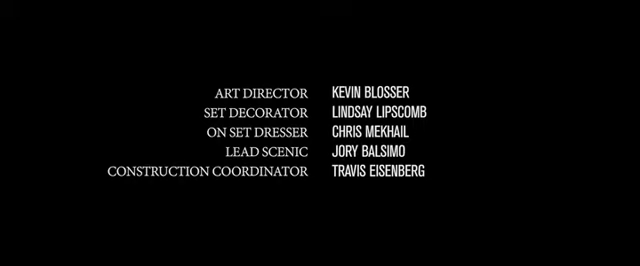 ART DIRECTOR KEVIN BLOSSER
SET DECORATOR LINDSAY LIPSCOMB
ON SET DRESSER CHRIS MEKHAIL
LEAD SCENIC JORY BALSIMO
CONSTRUCTION COORDINATOR TRAVIS EISENBERG